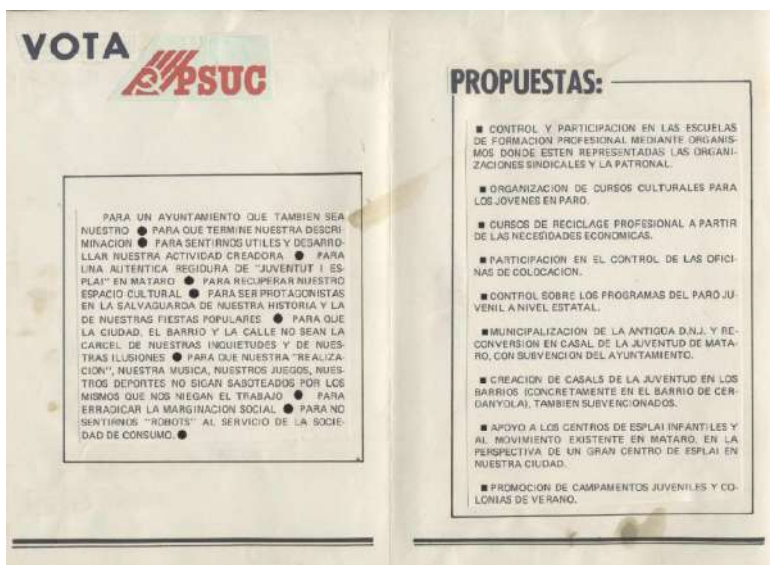 VOTA
PSUC
PARA UN AYUNTAMIENTO QUE TAMBIEN SEA
NUESTRO ● PARA QUE TERMINE NUESTRA DESCRI
MINACION ● PARA SENTIRNOS UTILES Y DESARRO-
LLAR NUESTRA ACTIVIDAD CREADORA ● PARA
UNA AUTENTICA REGIDURA DE "JUVENTUT I ES-
PLAI" EN MATARO ● PARA RECUPERAR NUESTRO
ESPACIO CULTURAL ● PARA SER PROTAGONISTAS
EN LA SALVAGUARDA DE NUESTRA HISTORIA Y LA
DE NUESTRAS FIESTAS POPULARES ● PARA QUE
LA CIUDAD, EL BARRIO Y LA CALLE NO SEAN LA
CARCEL DE NUESTRAS INQUIETUDES Y DE NUES-
TRAS ILUSIONES ● PARA QUE NUESTRA "REALIZA-
CION", NUESTRA MUSICA, NUESTROS JUEGOS, NUES-
TROS DEPORTES NO SIGAN SABOTEADOS POR LOS
MISMOS QUE NOS NIEGAN EL TRABAJO ● PARA
ERRADICAR LA MARGINACION SOCIAL ● PARA NO
SENTIRNOS "ROBOTS" AL SERVICIO DE LA SOCIE-
DAD DE CONSUMO. ●
PROPUESTAS:
■ CONTROL Y PARTICIPACION EN LAS ESCUELAS
DE FORMACION PROFESIONAL MEDIANTE ORGANIS-
MOS DONDE ESTEN REPRESENTADAS LAS ORGANI-
ZACIONES SINDICALES Y LA PATRONAL.
■ ORGANIZACION DE CURSOS CULTURALES PARA
LOS JOVENES EN PARO.
■ CURSOS DE RECICLAGE PROFESIONAL A PARTIR
DE LAS NECESIDADES ECONOMICAS.
■ PARTICIPACION EN EL CONTROL DE LAS OFICI-
ÑAS DE COLOCACION.
■ CONTROL SOBRE LOS PROGRAMAS DEL PARO JU-
VENIL A NIVEL ESTATAL.
■ MUNICIPALIZACION DE LA ANTIGUA D.N.J. Y RE-
CONVERSION EN CASAL DE LA JUVENTUD DE MATA-
RO, CON SUBVENCION DEL AYUNTAMIENTO.
■ CREACION DE CASALS DE LA JUVENTUD EN LOS
BARRIOS (CONCRETAMENTE EN EL BARRIO DE CER-
DANYOLA), TAMBIEN SUBVENCIONADOS.
■ APOYO A LOS CENTROS DE ESPLAI INFANTILES Y
AL MOVIMIENTO EXISTENTE EN MATARO, EN LA
PERSPECTIVA DE UN GRAN CENTRO DE ESPLAI EN
NUESTRA CIUDAD.
■ PROMOCION DE CAMPAMENTOS JUVENILES Y CO-
LONIAS DE VERANO.